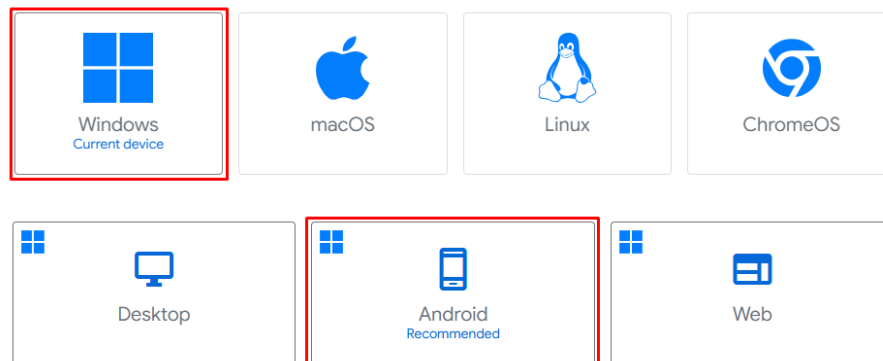 Windows
Current device
macOS
Linux
ChromeOS
Desktop
Android
Recommended
Web